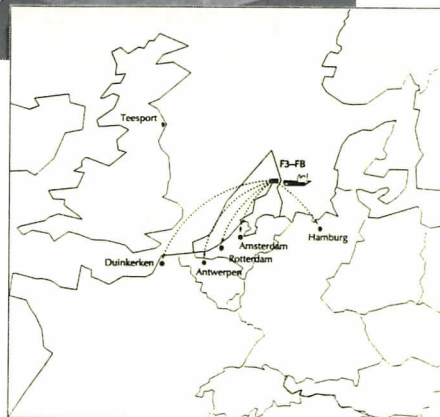 Teesport
F3-FB
Amsterdam
Hamburg
Rotterdam
Duinkerken
Antwerpen